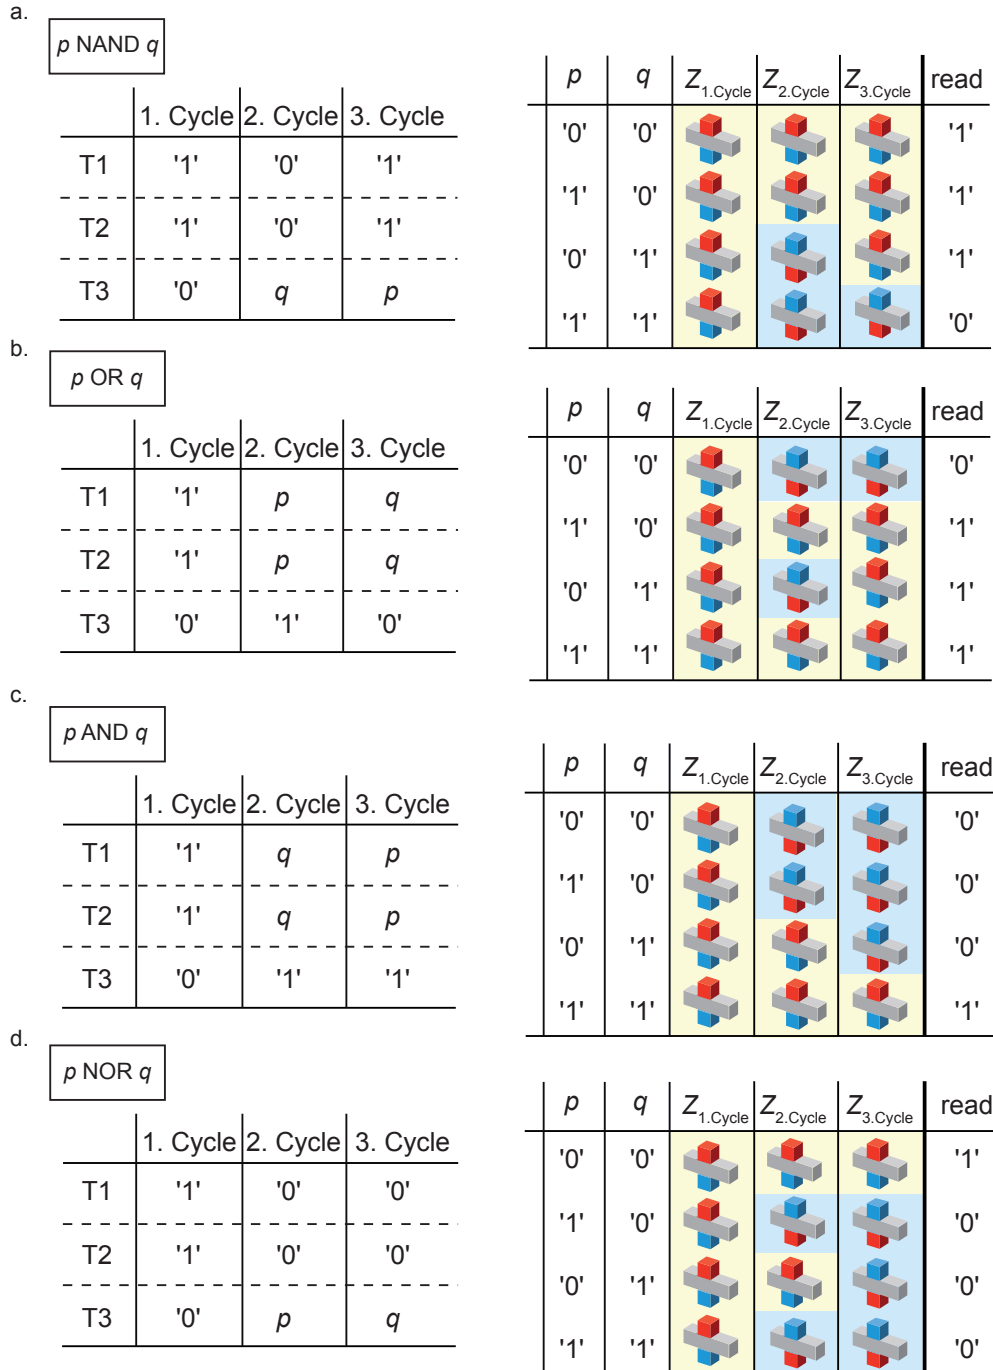 a.
p NAND q
1. Cycle 2. Cycle 3. Cycle
T1 '1' '0' '1'
T2 '1' '0' '1'
T3 '0' q p
p q Z1.Cycle Z2.Cycle Z3.Cycle read
'0' '0' '1'
'1' '0' '1'
'0' '1' '1'
'1' '1' '0'
b.
p OR q
1. Cycle 2. Cycle 3. Cycle
T1 '1' p q
T2 '1' p q
T3 '0' '1' '0'
p q Z1.Cycle Z2.Cycle Z3.Cycle read
'0' '0' '0'
'1' '0' '1'
'0' '1' '1'
'1' '1' '1'
c.
p AND q
1. Cycle 2. Cycle 3. Cycle
T1 '1' q p
T2 '1' q p
T3 '0' '1' '1'
p q Z1.Cycle Z2.Cycle Z3.Cycle read
'0' '0' '0'
'1' '0' '0'
'0' '1' '0'
'1' '1' '1'
d.
p NOR q
1. Cycle 2. Cycle 3. Cycle
T1 '1' '0' '0'
T2 '1' '0' '0'
T3 '0' p q
p q Z1.Cycle Z2.Cycle Z3.Cycle read
'0' '0' '1'
'1' '0' '0'
'0' '1' '0'
'1' '1' '0'